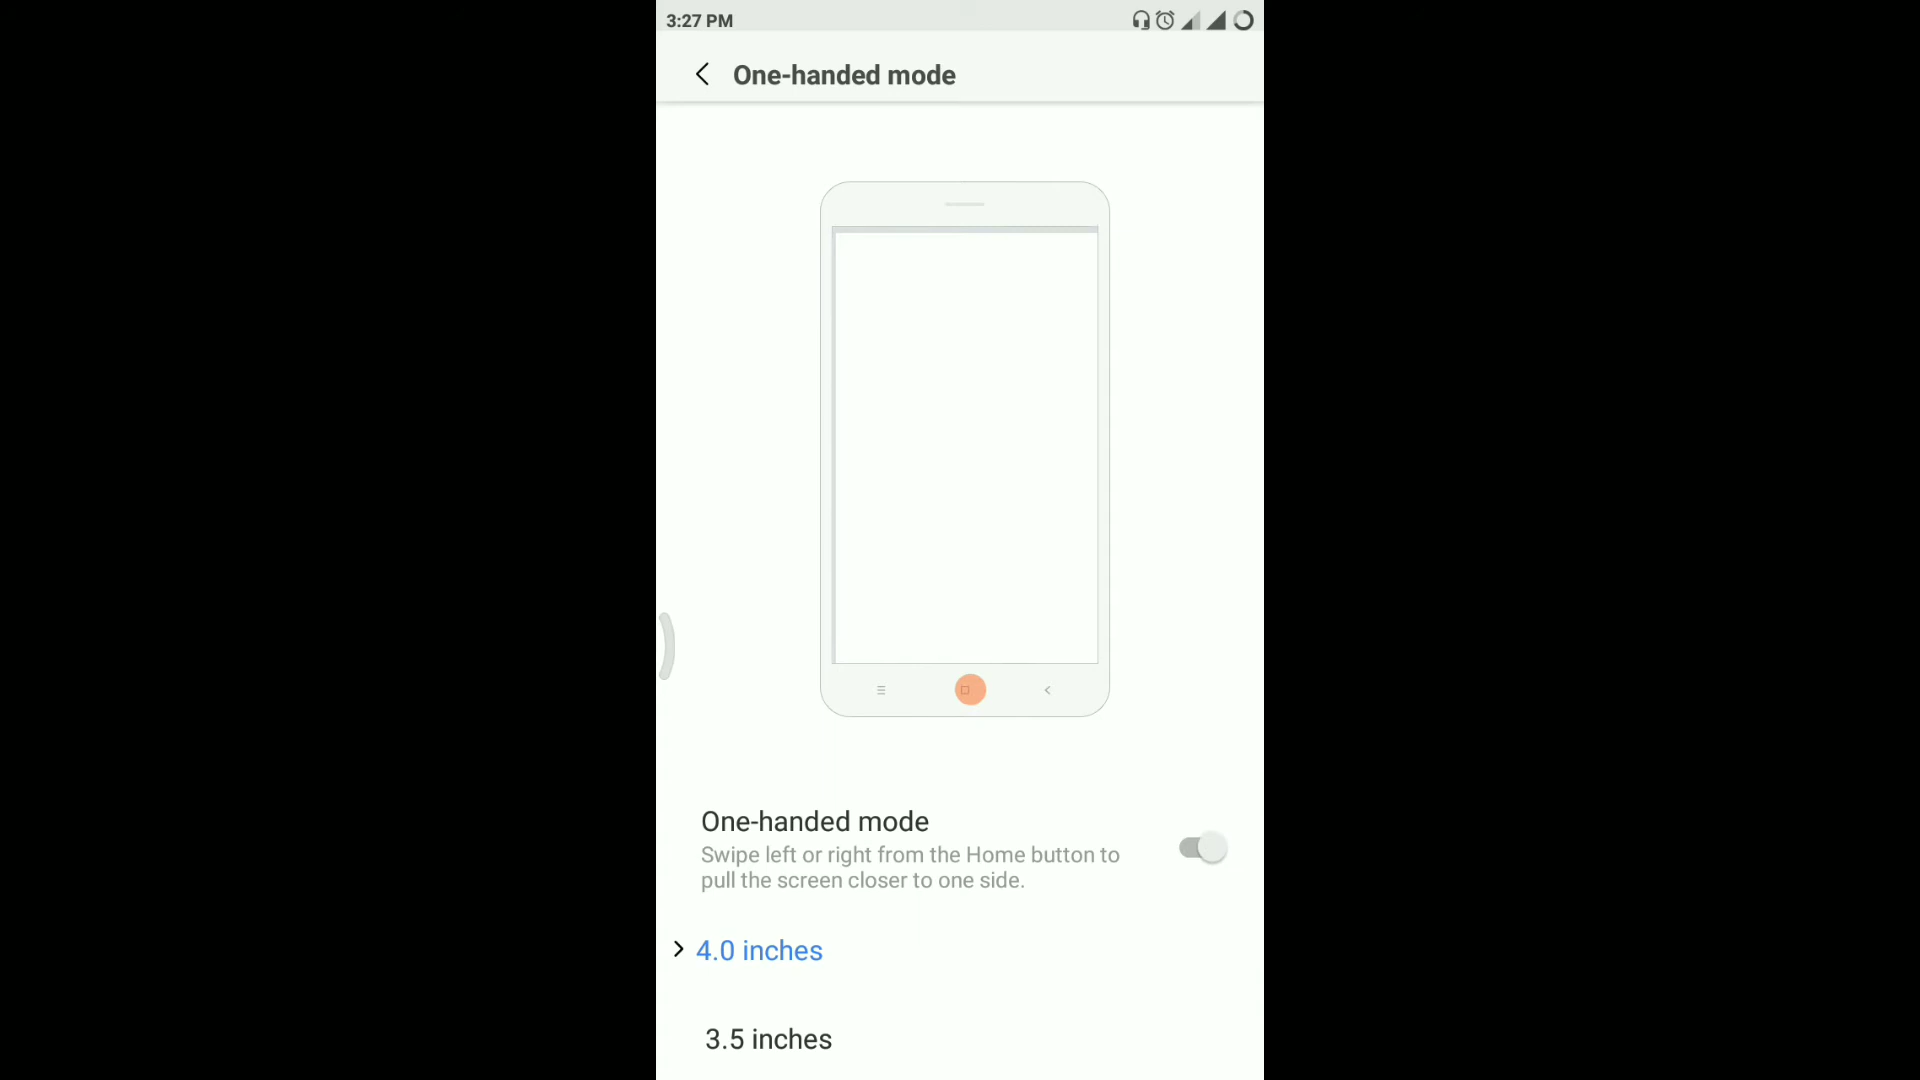 3:27 PM
One-handed mode
One-handed mode
Swipe left or right from the Home button to
pull the screen closer to one side.
4.0 inches
3.5 inches